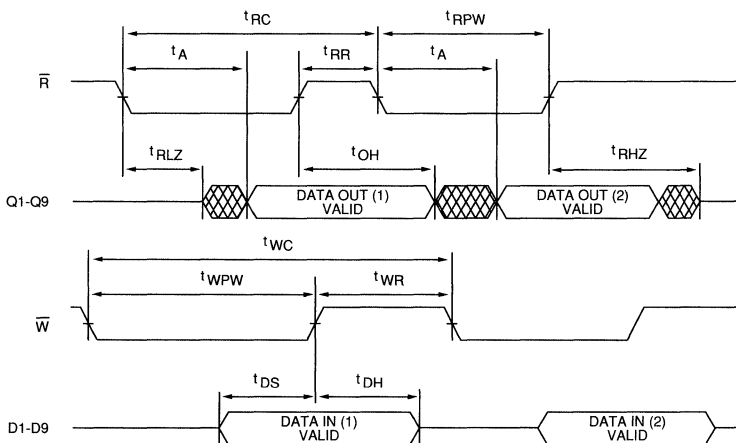 tRC
tRPW
tA
tRR
tA
R̅
tRLZ
tOH
tRHZ
Q1-Q9
DATA OUT (1)
VALID
DATA OUT (2)
VALID
tWC
tWPW
tWR
W̅
tDS
tDH
D1-D9
DATA IN (1)
VALID
DATA IN (2)
VALID